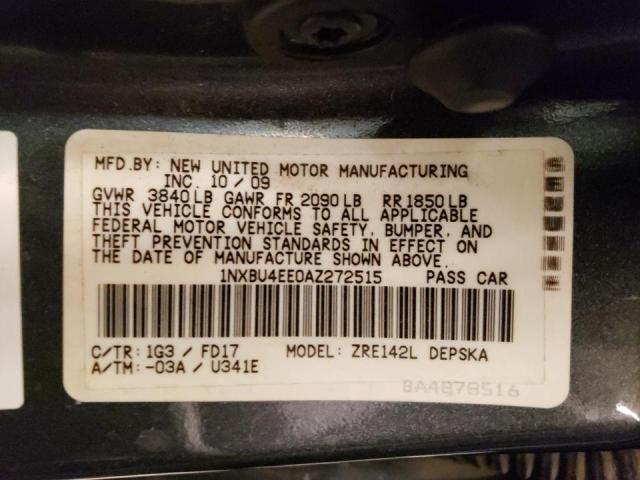 MFD.BY: NEW UNITED MOTOR MANUFACTURING
INC. 10 / 09
GVWR 3840 LB GAWR FR 2090 LB RR 1850 LB
THIS VEHICLE CONFORMS TO ALL APPLICABLE
FEDERAL MOTOR VEHICLE SAFETY, BUMPER, AND
THEFT PREVENTION STANDARDS IN EFFECT ON
THE DATE OF MANUFACTURE SHOWN ABOVE.
1NXBU4EE0AZ272515 PASS CAR
C/TR: 1G3 / FD17 MODEL: ZRE142L DEPSKA
A/TM: -03A / U341E
BA4B78516